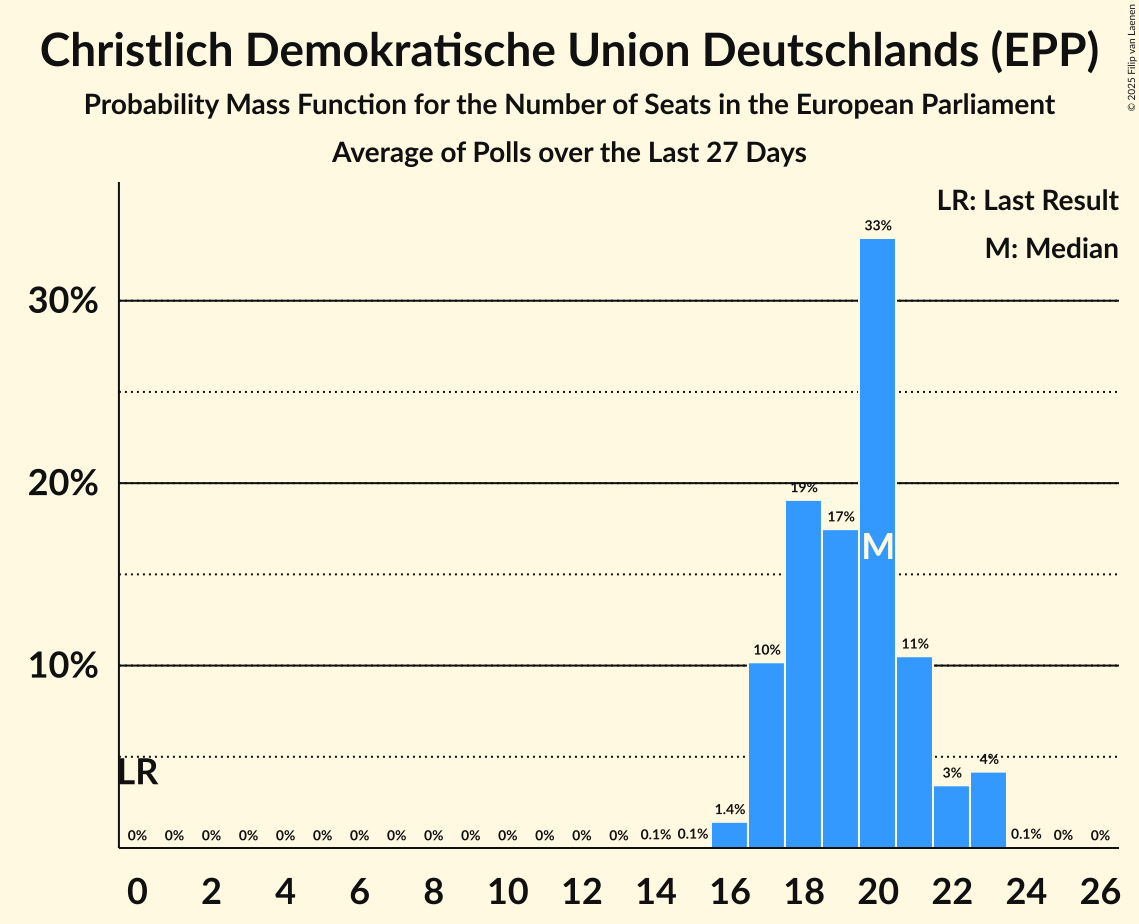 Christlich Demokratische Union Deutschlands (EPP)
Probability Mass Function for the Number of Seats in the European Parliament
Average of Polls over the Last 27 Days
© 2025 Filip van Laenen
LR: Last Result
M: Median
33%
30%
20%
19%
17%
M
11%
10%
10%
LR
4%
3%
1.4%
0% 0% 0% 0% 0% 0% 0% 0% 0% 0% 0% 0% 0% 0% 0.1% 0.1% 0.1% 0% 0%
0 2 4 6 8 10 12 14 16 18 20 22 24 26